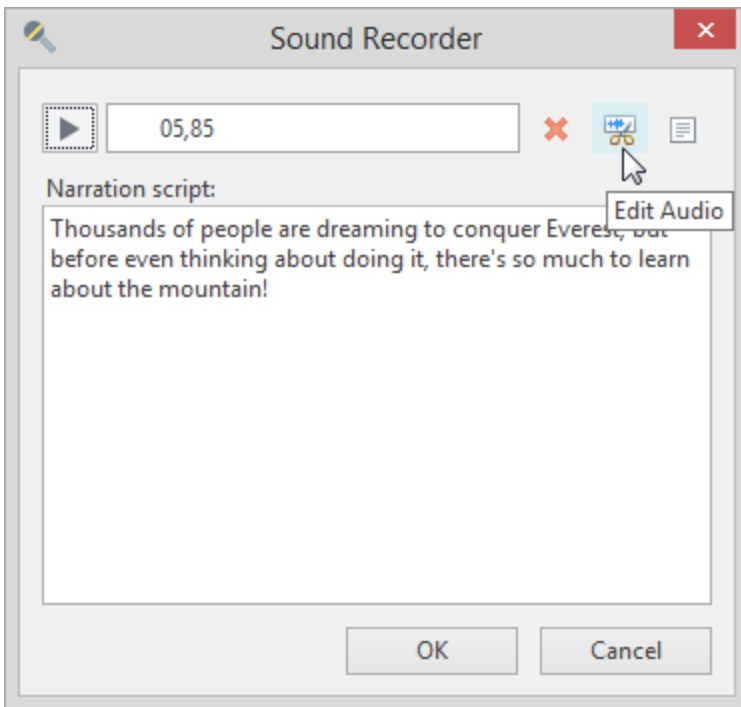 Sound Recorder
05,85
Narration script:
Edit Audio
Thousands of people are dreaming to conquer Everest, but
before even thinking about doing it, there's so much to learn
about the mountain!
OK
Cancel